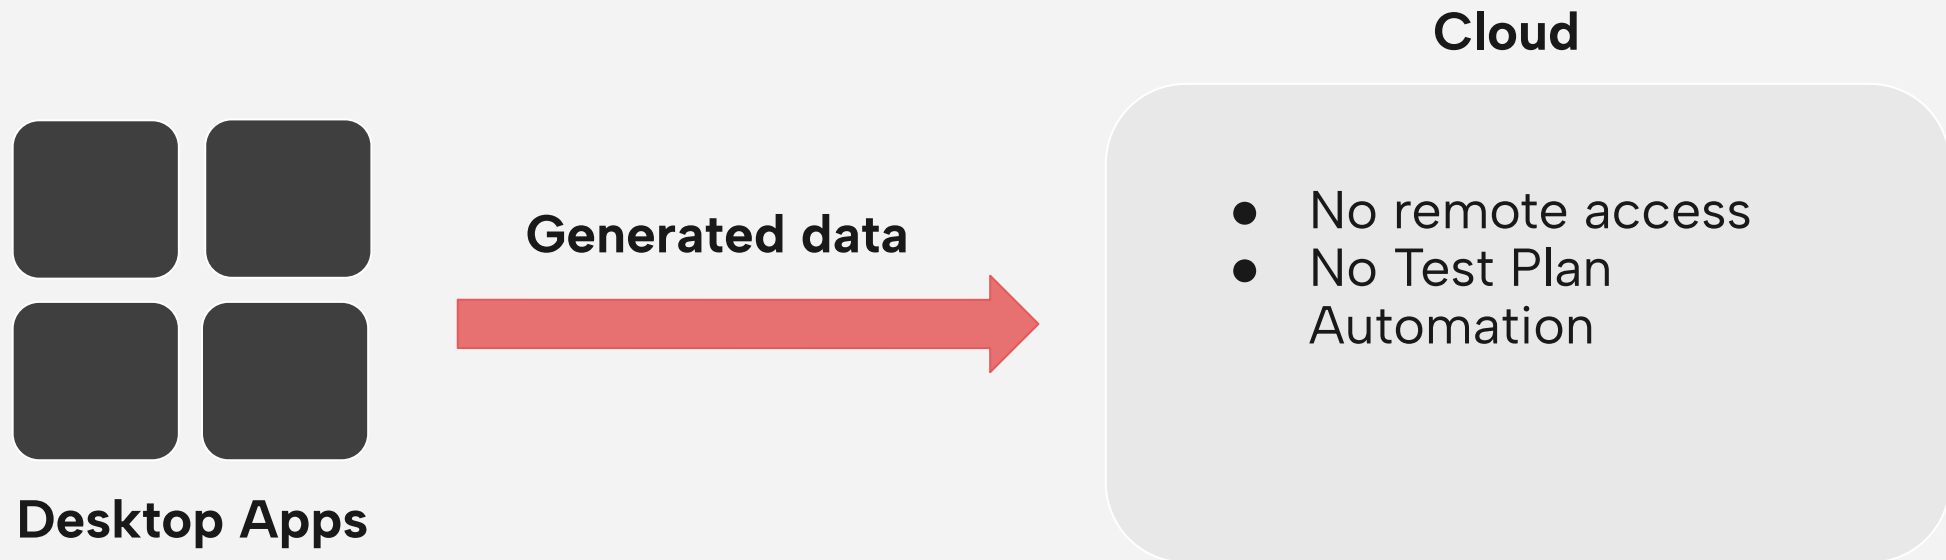 Cloud
Generated data
● No remote access
● No Test Plan
Automation
Desktop Apps